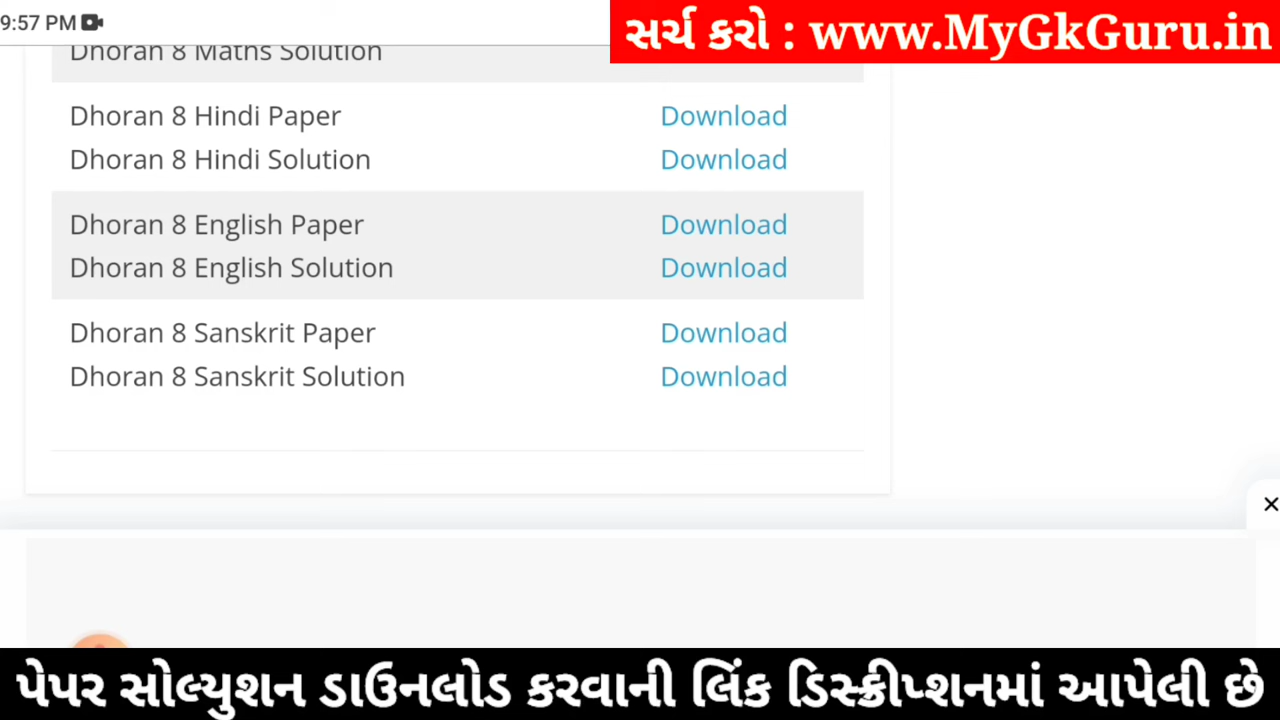 9:57 PM
સર્ચ કરો : www.MyGkGuru.in
Dhoran 8 Maths Solution
Dhoran 8 Hindi Paper Download
Dhoran 8 Hindi Solution Download
Dhoran 8 English Paper Download
Dhoran 8 English Solution Download
Dhoran 8 Sanskrit Paper Download
Dhoran 8 Sanskrit Solution Download
પેપર સોલ્યુશન ડાઉનલોડ કરવાની લિંક ડિસ્ક્રીપ્શનમાં આપેલી છે